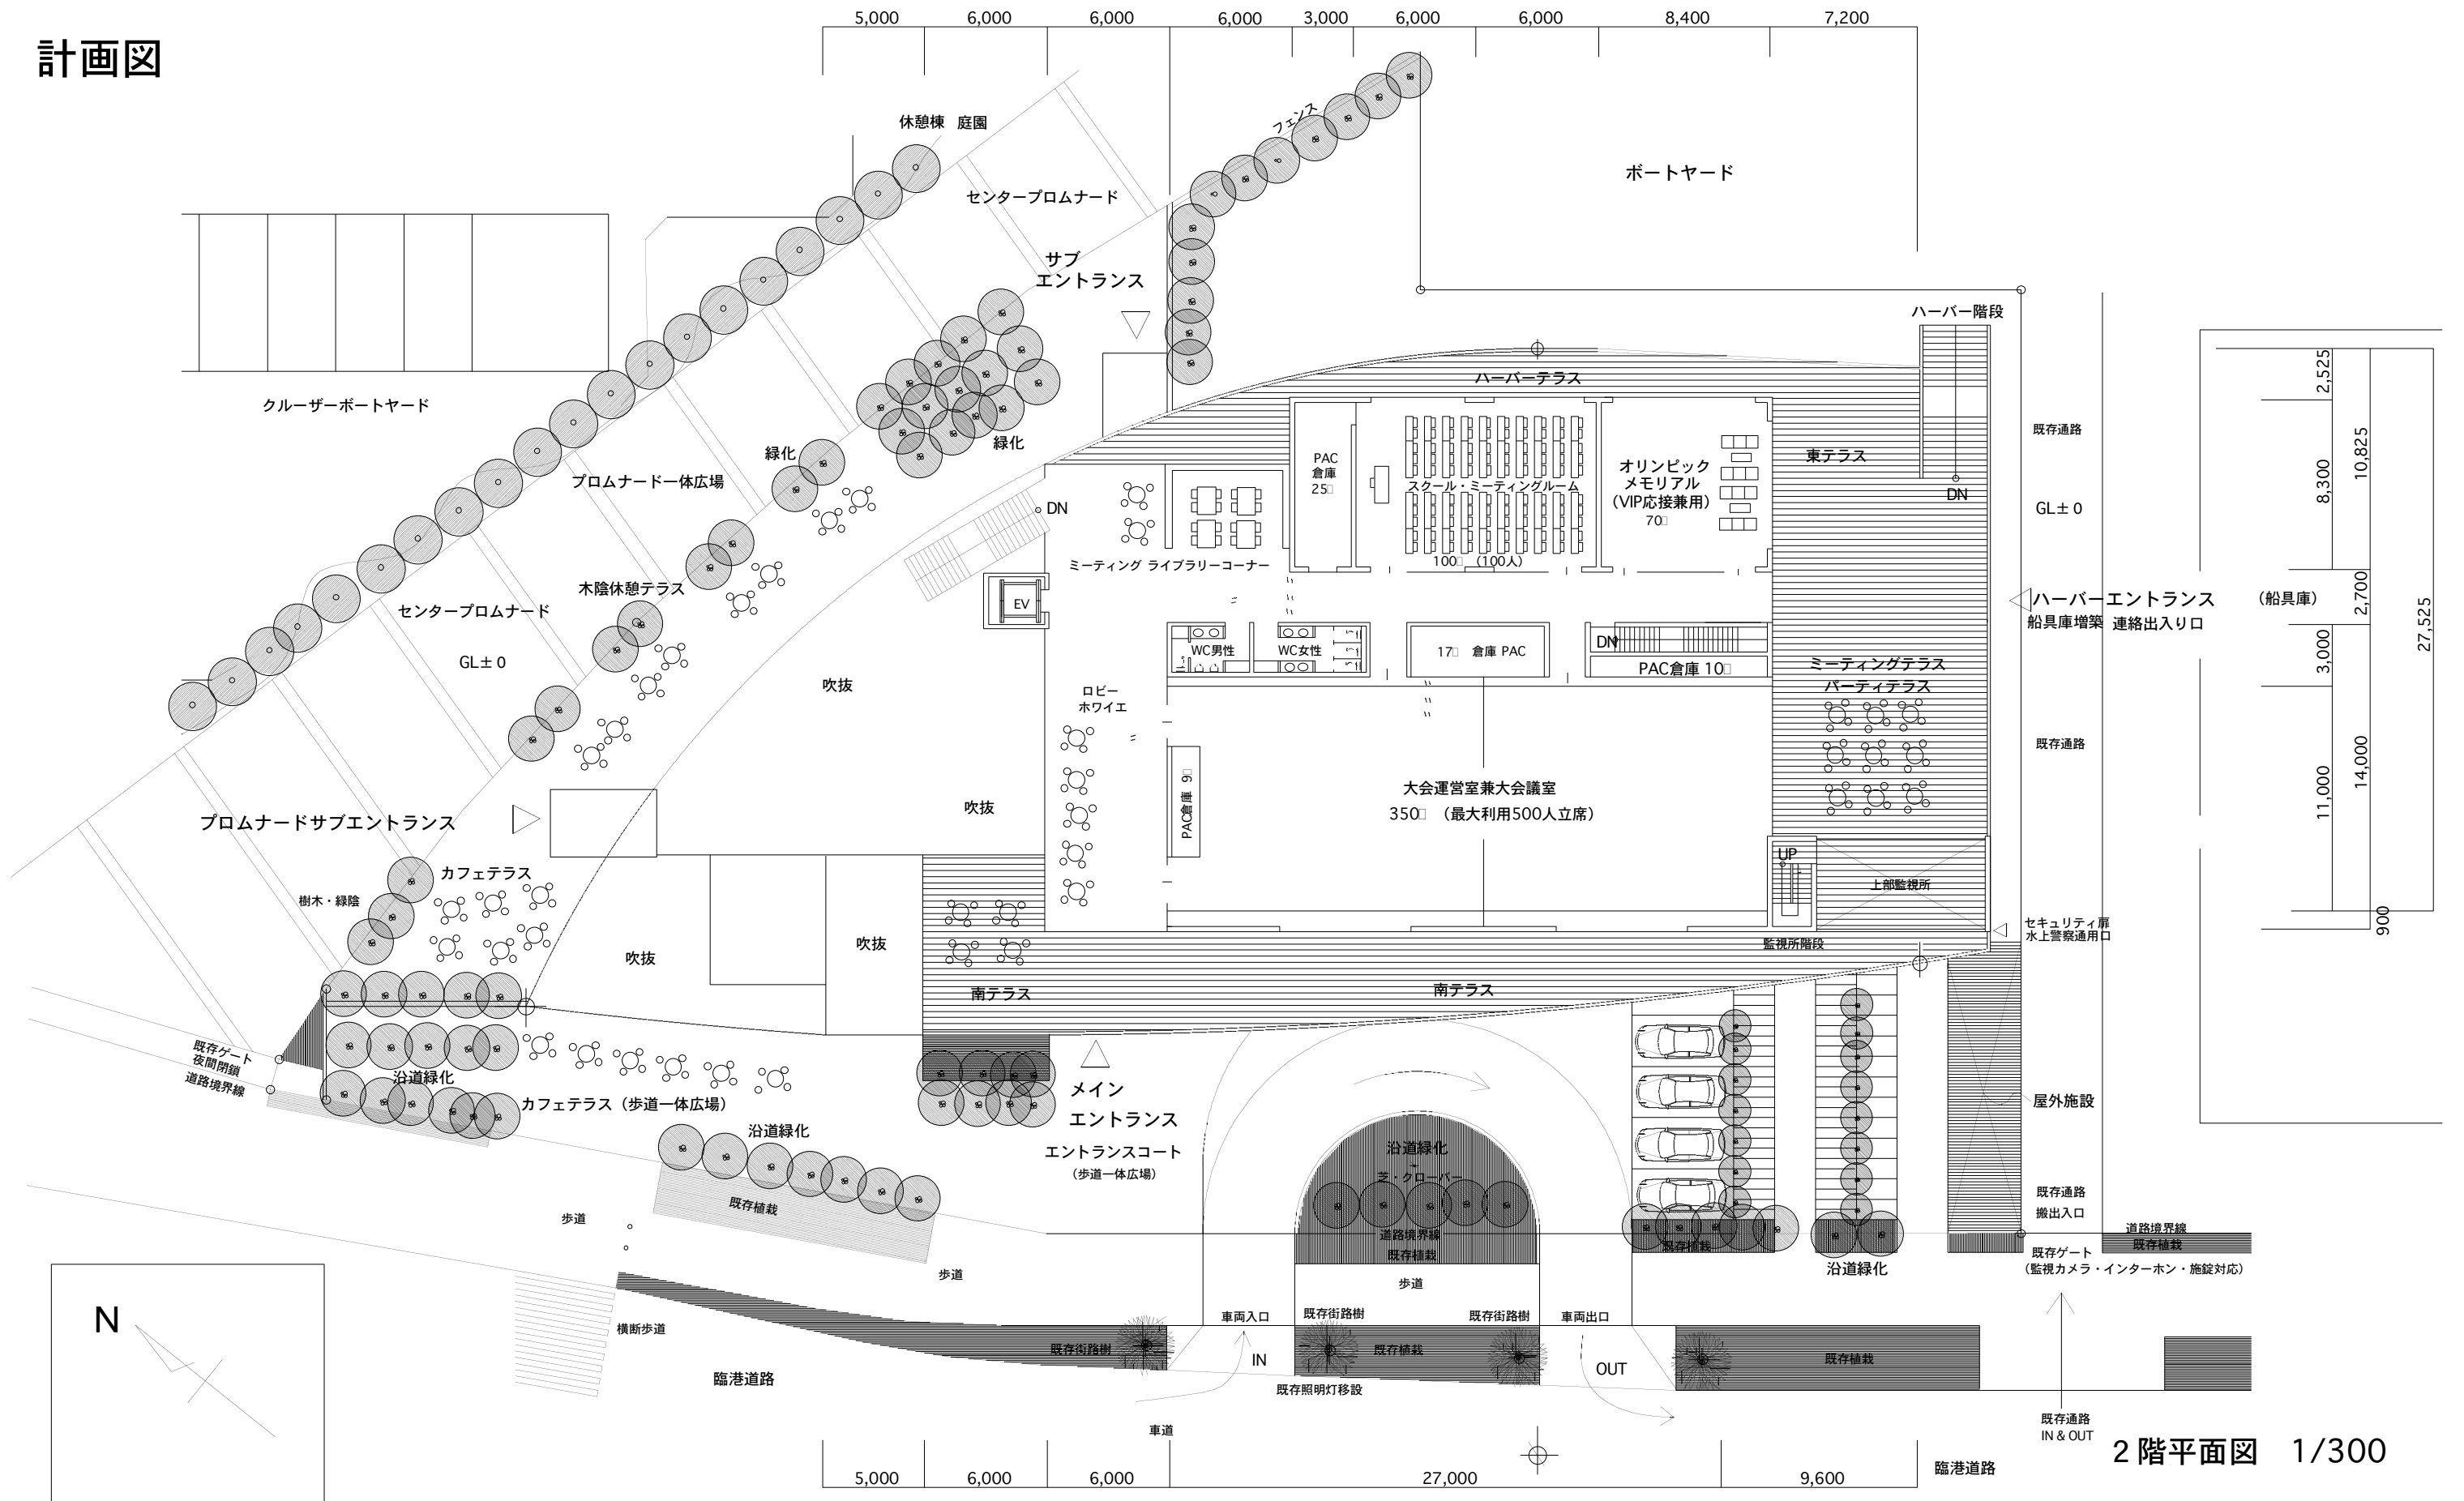 計画図
5,000
6,000
6,000
6,000
3,000
6,000
6,000
8,400
7,200
休憩棟 庭園
フェンス
ボートヤード
センタープロムナード
サブ
エントランス
ハーバー階段
クルーザーボートヤード
ハーバーテラス
緑化
緑化
プロムナード一体広場
DN
PAC
倉庫
25
スクール・ミーティングルーム
100 （100人）
オリンピック
メモリアル
（VIP応接兼用）
70
東テラス
DN
既存通路
GL±0
2,525
8,300
10,825
2,700
3,000
27,525
11,000
14,000
900
ミーティング ライブラリーコーナー
木陰休憩テラス
EV
センタープロムナード
GL±0
ハーバーエントランス
（船具庫）
船具庫増築 連絡出入り口
WC男性
WC女性
17 倉庫 PAC
DN
PAC倉庫 10
ミーティングテラス
パーティテラス
吹抜
ロビー
ホワイエ
既存通路
PAC倉庫 9
大会運営室兼大会議室
350 （最大利用500人立席）
吹抜
プロムナードサブエントランス
UP
カフェテラス
樹木・緑陰
上部監視所
セキュリティ扉
水上警察通用口
吹抜
吹抜
監視所階段
南テラス
南テラス
既存ゲート
夜間閉鎖
道路境界線
沿道緑化
カフェテラス（歩道一体広場）
メイン
エントランス
屋外施設
沿道緑化
エントランスコート
（歩道一体広場）
沿道緑化
芝・クローバー
既存通路
搬出入口
既存植栽
歩道
道路境界線
既存植栽
既存植栽
道路境界線
既存植栽
既存ゲート
（監視カメラ・インターホン・施錠対応）
沿道緑化
歩道
歩道
N
横断歩道
車両入口
既存街路樹
既存街路樹
車両出口
既存街路樹
IN
既存植栽
OUT
既存植栽
臨港道路
既存照明灯移設
車道
既存通路
IN & OUT
２階平面図 1/300
臨港道路
5,000
6,000
6,000
27,000
9,600